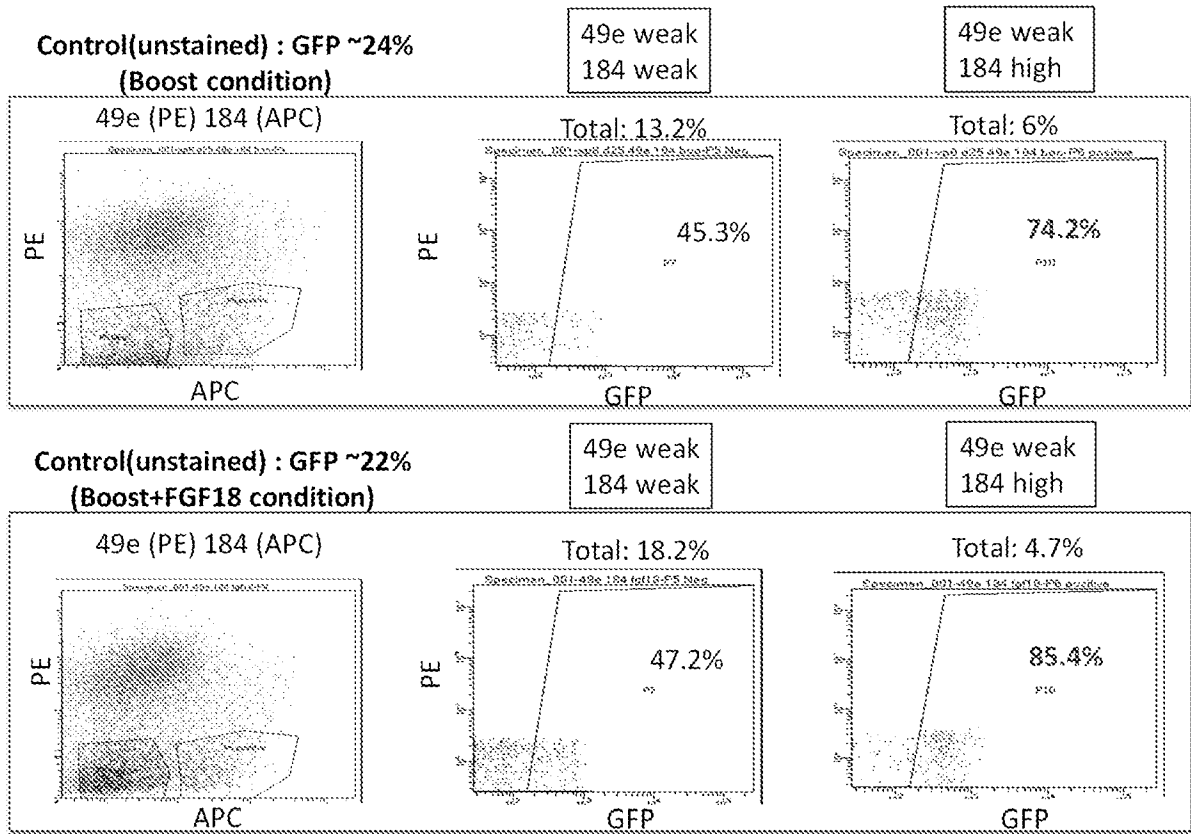 Control(unstained) : GFP ~24%
(Boost condition)
49e weak
184 weak
49e weak
184 high
49e (PE) 184 (APC)
Total: 13.2%
Total: 6%
PE
APC
PE
45.3%
GFP
74.2%
GFP
Control(unstained) : GFP ~22%
(Boost+FGF18 condition)
49e weak
184 weak
49e weak
184 high
49e (PE) 184 (APC)
Total: 18.2%
Total: 4.7%
PE
APC
PE
47.2%
GFP
85.4%
P10
GFP